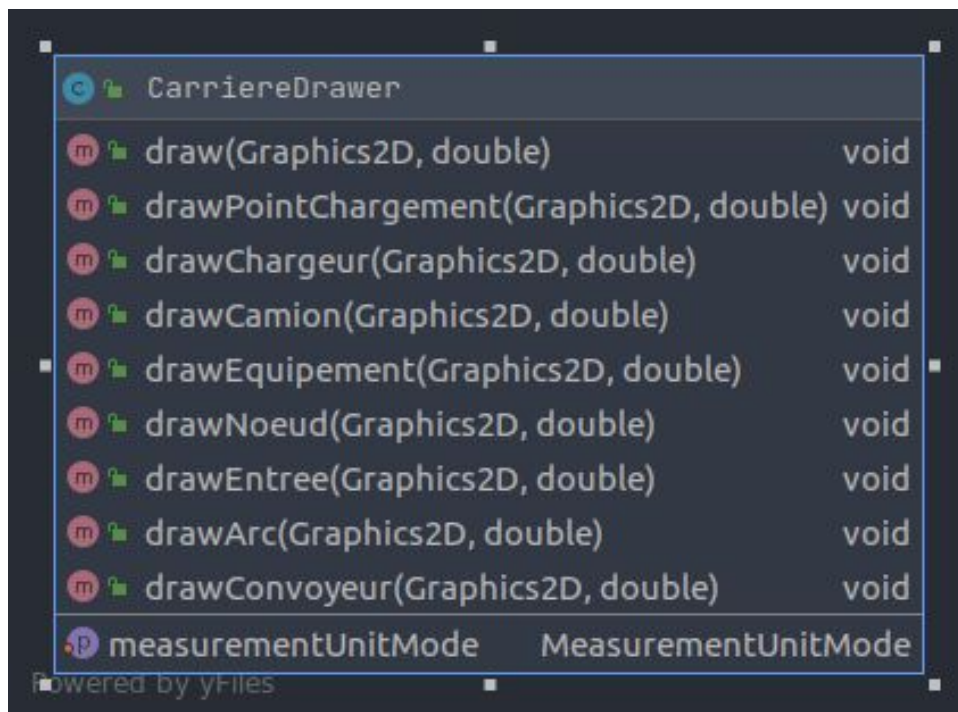 CarriereDrawer
draw(Graphics2D, double) void
drawPointChargement(Graphics2D, double) void
drawChargeur(Graphics2D, double) void
drawCamion(Graphics2D, double) void
drawEquipement(Graphics2D, double) void
drawNoeud(Graphics2D, double) void
drawEntree(Graphics2D, double) void
drawArc(Graphics2D, double) void
drawConvoyeur(Graphics2D, double) void
measurementUnitMode MeasurementUnitMode
Powered by yFiles